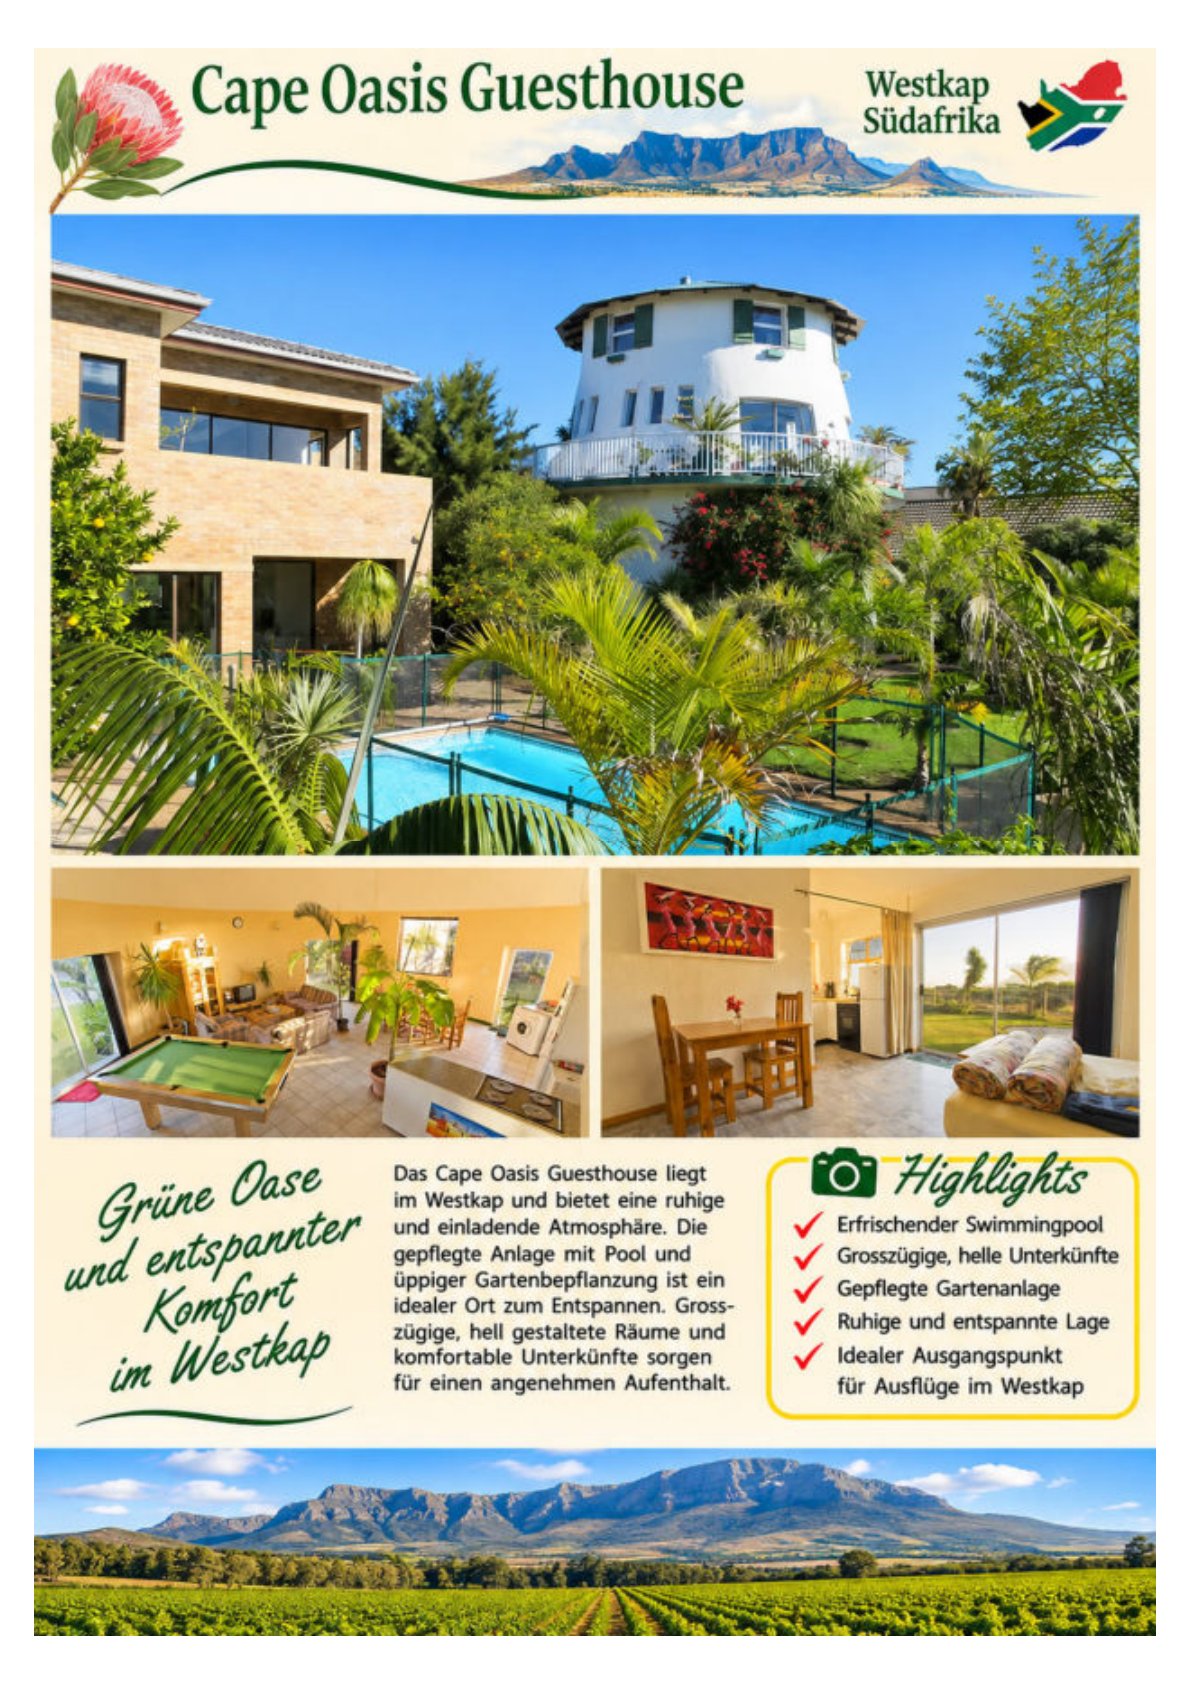 Cape Oasis Guesthouse
Westkap
Südafrika
Grüne Oase
und entspannter
Komfort
im Westkap
Das Cape Oasis Guesthouse liegt
im Westkap und bietet eine ruhige
und einladende Atmosphäre. Die
gepflegte Anlage mit Pool und
üppiger Gartenbepflanzung ist ein
idealer Ort zum Entspannen. Gross-
zügige, hell gestaltete Räume und
komfortable Unterkünfte sorgen
für einen angenehmen Aufenthalt.
Highlights
Erfrischender Swimmingpool
Grosszügige, helle Unterkünfte
Gepflegte Gartenanlage
Ruhige und entspannte Lage
Idealer Ausgangspunkt
für Ausflüge im Westkap